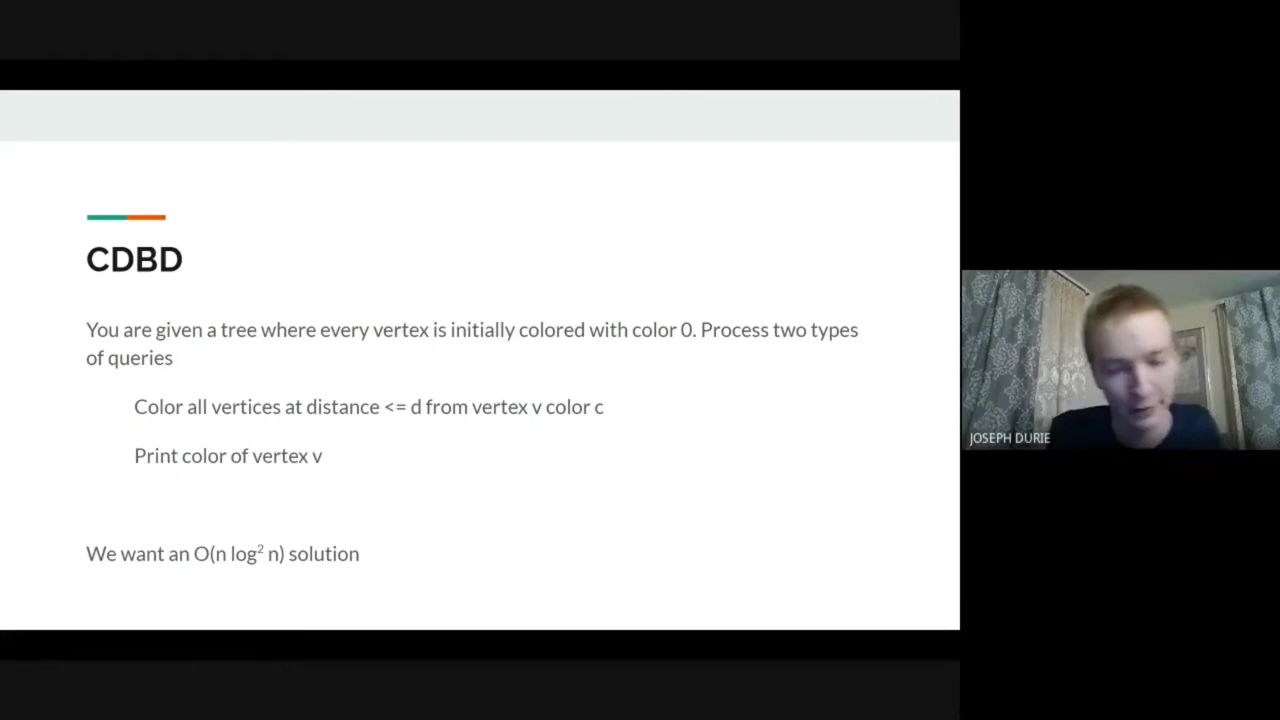 CDBD
You are given a tree where every vertex is initially colored with color 0. Process two types
of queries
Color all vertices at distance <= d from vertex v color c
Print color of vertex v
We want an O(n log² n) solution
JOSEPH DURIE